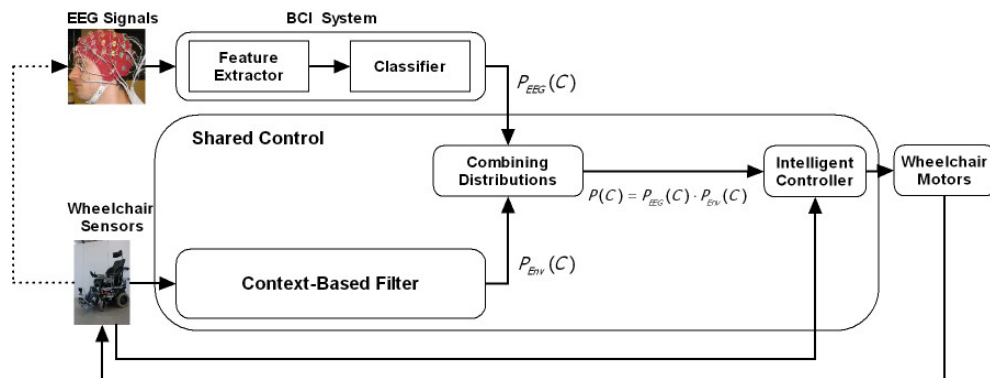 EEG Signals
BCI System
Feature
Extractor
Classifier
P_EEG(C)
Shared Control
Combining
Distributions
P(C) = P_EEG(C) · P_Env(C)
Intelligent
Controller
Wheelchair
Motors
Wheelchair
Sensors
Context-Based Filter
P_Env(C)